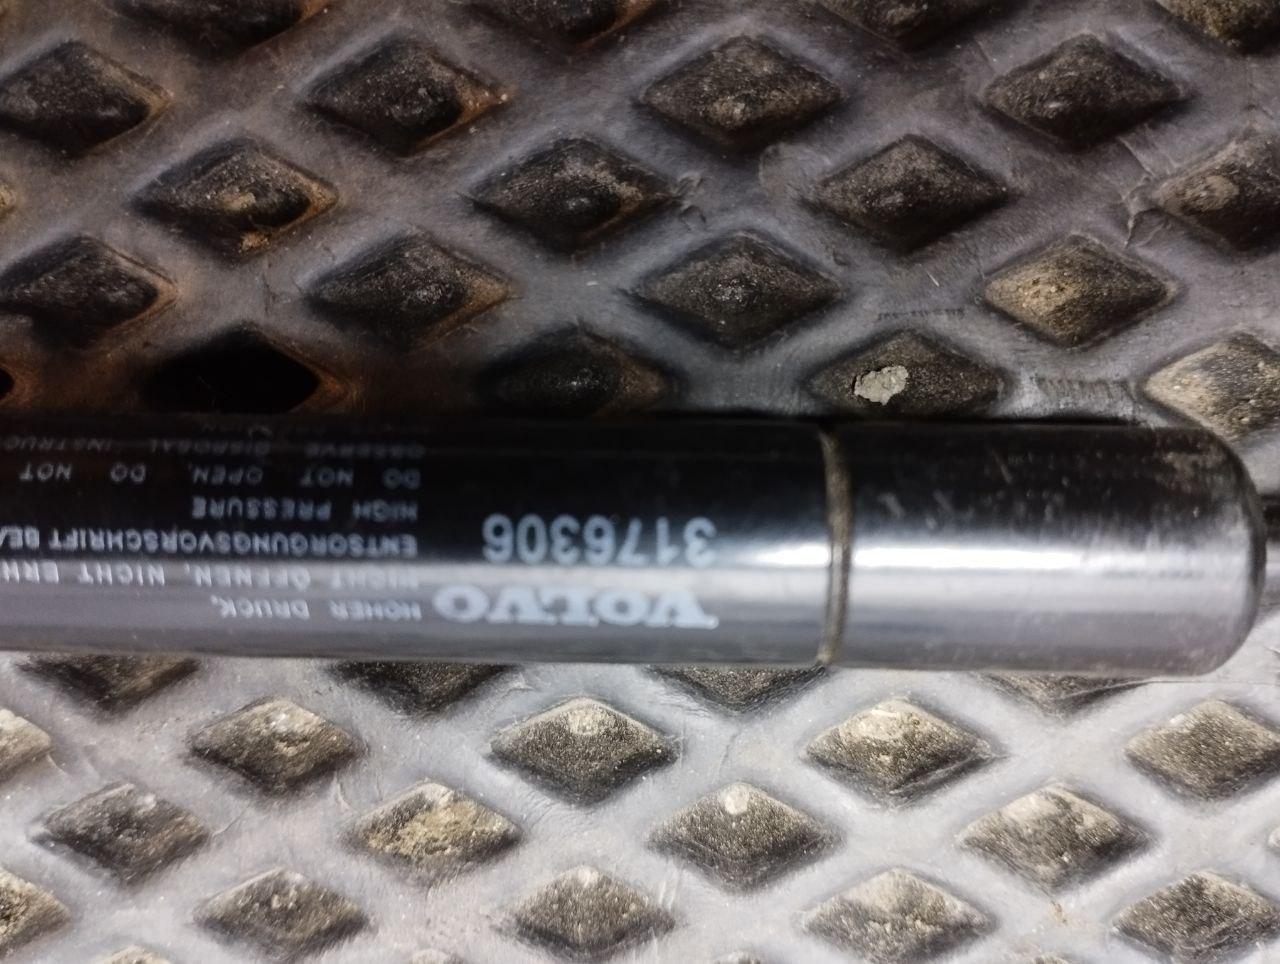 VOLVO
3176306
HOHER DRUCK,
NICHT ÖFFNEN, NICHT
ENTSORGUNGSVORSCHRIFT
HIGH PRESSURE
DO NOT OPEN, DO NOT
OBSERVE DISPOSAL